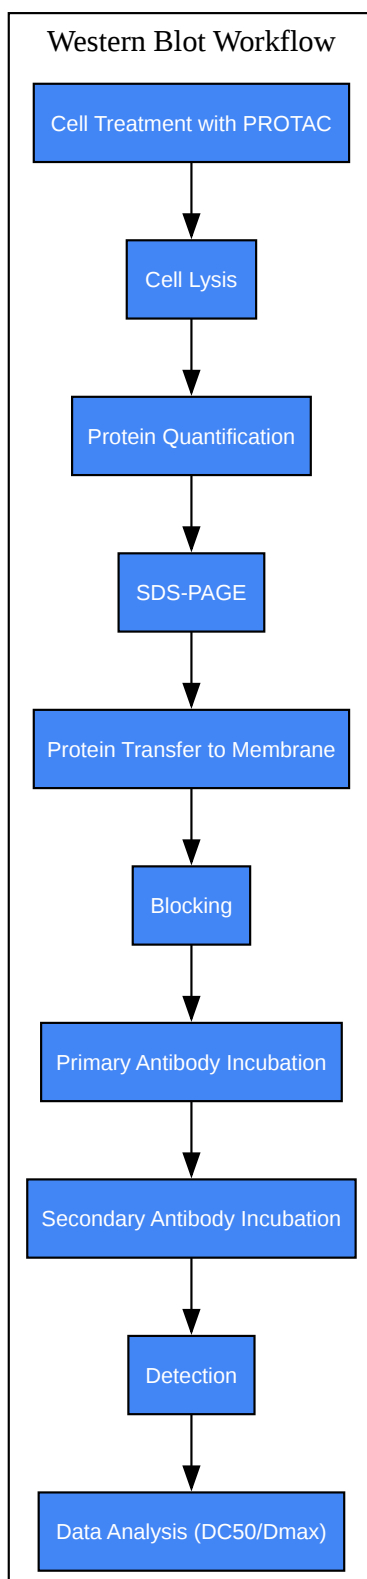 Western Blot Workflow
Cell Treatment with PROTAC
Cell Lysis
Protein Quantification
SDS-PAGE
Protein Transfer to Membrane
Blocking
Primary Antibody Incubation
Secondary Antibody Incubation
Detection
Data Analysis (DC50/Dmax)